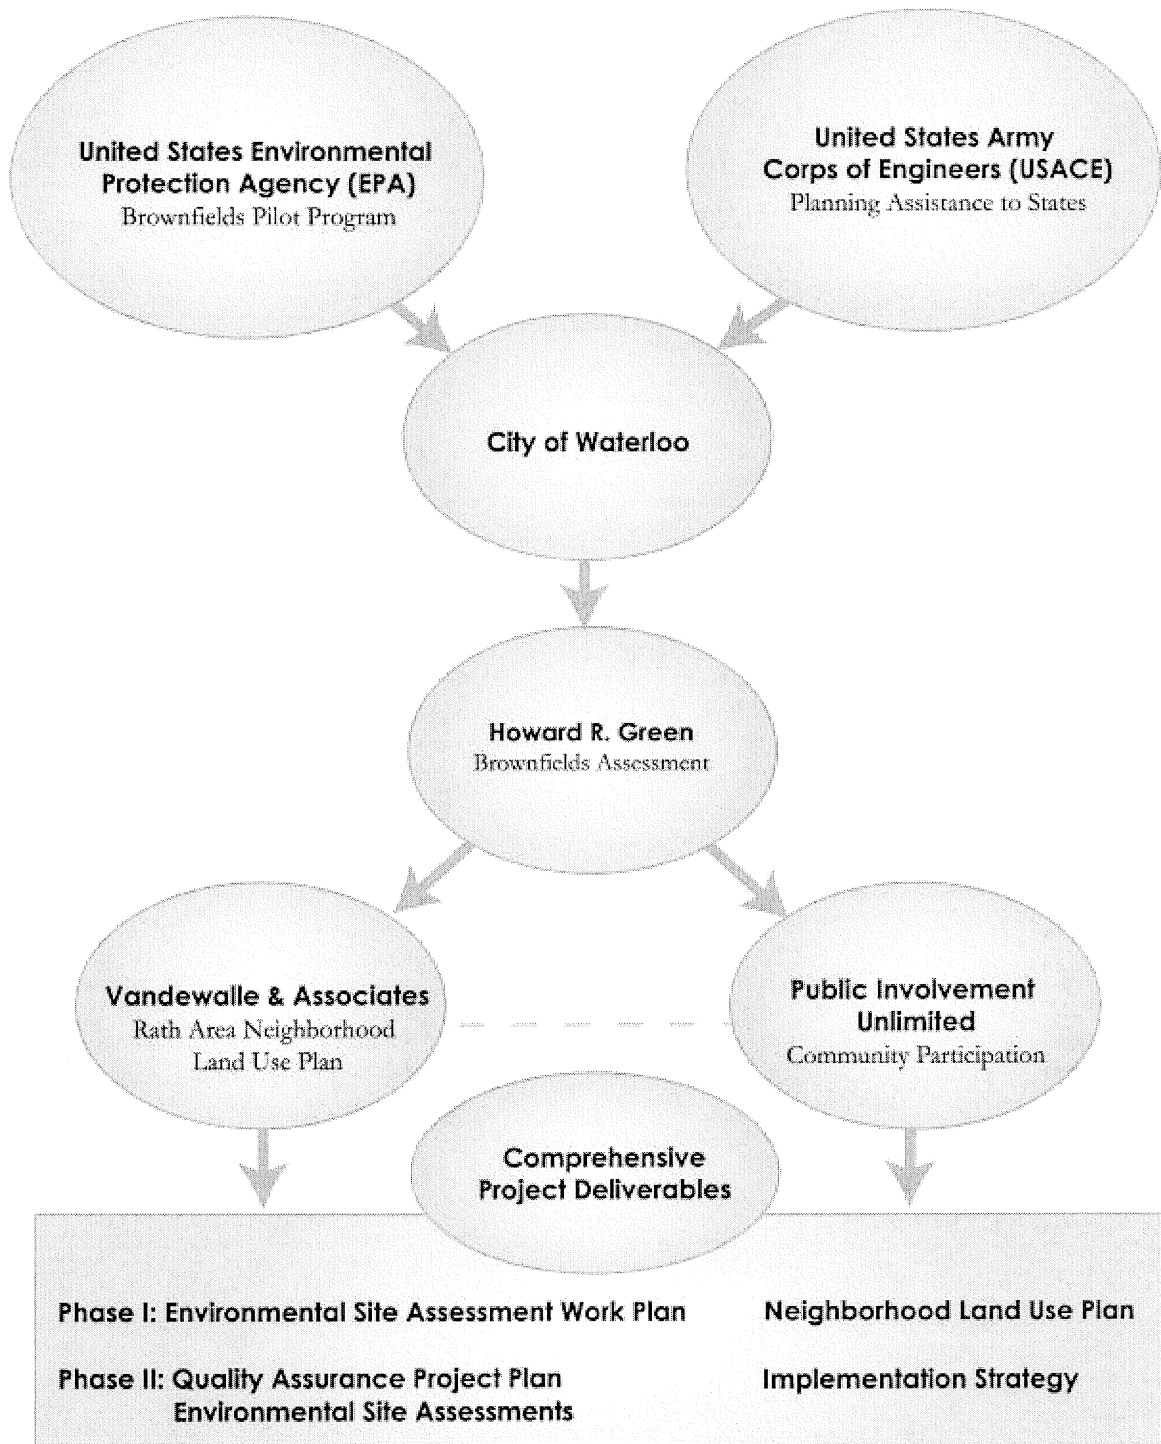 United States Environmental
Protection Agency (EPA)
Brownfields Pilot Program
United States Army
Corps of Engineers (USACE)
Planning Assistance to States
City of Waterloo
Howard R. Green
Brownfields Assessment
Vandewalle & Associates
Rath Area Neighborhood
Land Use Plan
Public Involvement
Unlimited
Community Participation
Comprehensive
Project Deliverables
Phase I: Environmental Site Assessment Work Plan
Neighborhood Land Use Plan
Phase II: Quality Assurance Project Plan
Environmental Site Assessments
Implementation Strategy